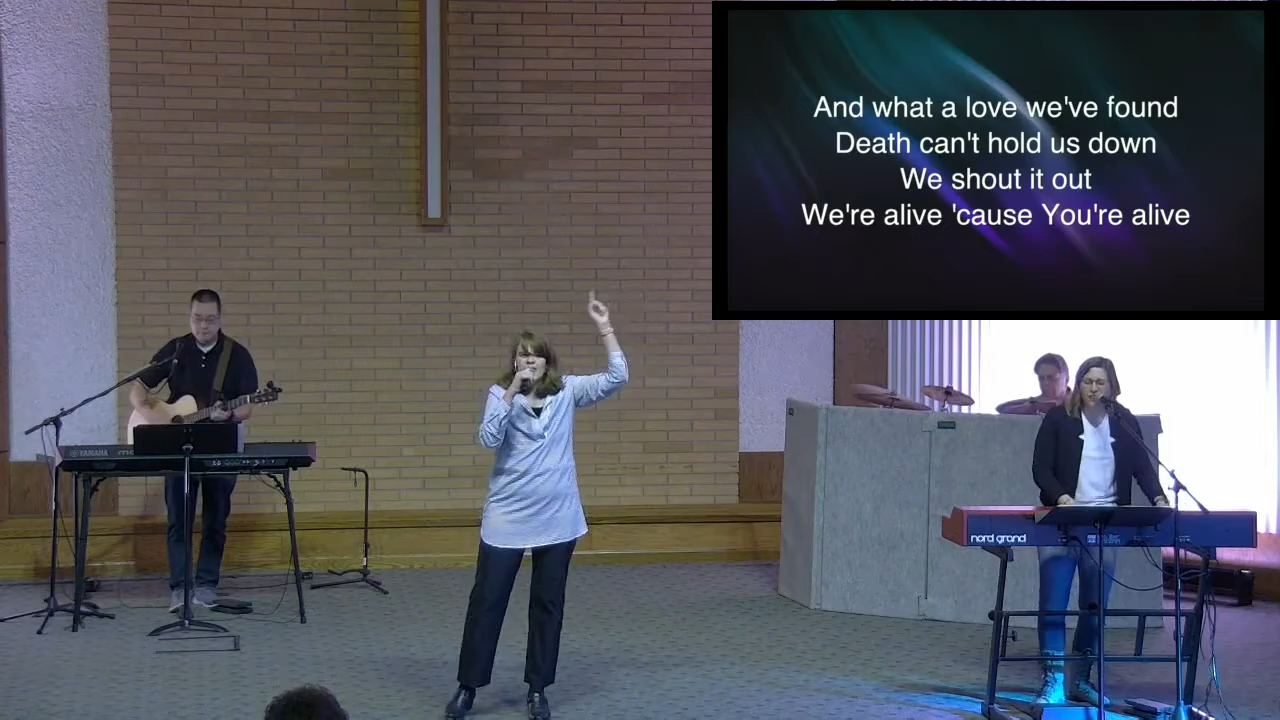 And what a love we've found
Death can't hold us down
We shout it out
We're alive 'cause You're alive
YAMAHA
nord grand